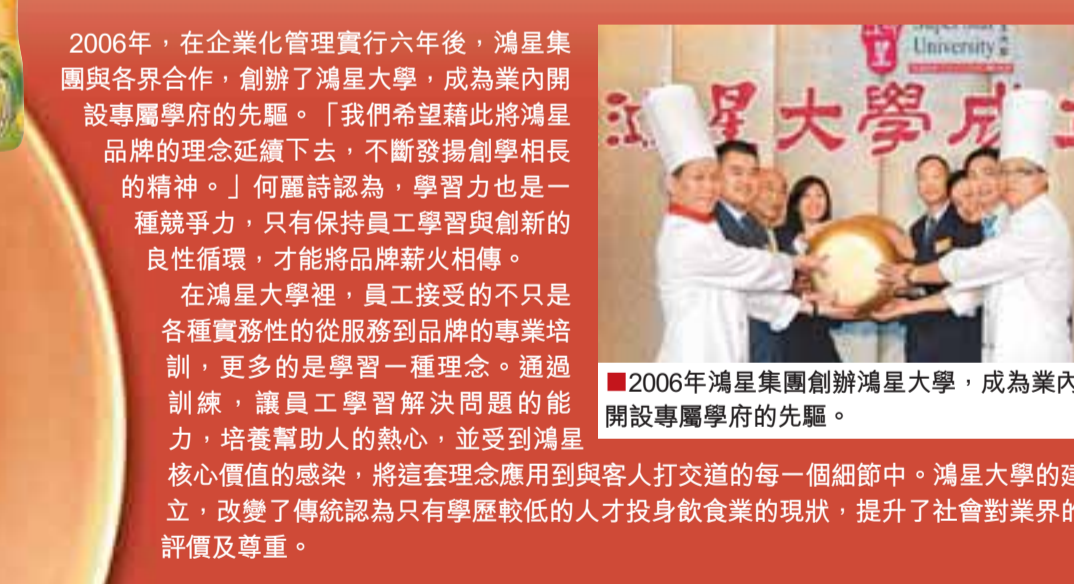 2006年，在企業化管理實行六年後，鴻星集
團與各界合作，創辦了鴻星大學，成為業內開
設專屬學府的先驅。「我們希望藉此將鴻星
品牌的理念延續下去，不斷發揚創學相長
的精神。」何麗詩認為，學習力也是一
種競爭力，只有保持員工學習與創新的
良性循環，才能將品牌薪火相傳。
在鴻星大學裡，員工接受的不只是
各種實務性的從服務到品牌的專業培
訓，更多的是學習一種理念。通過
訓練，讓員工學習解決問題的能
力，培養幫助人的熱心，並受到鴻星
核心價值的感染，將這套理念應用到與客人打交道的每一個細節中。鴻星大學的建
立，改變了傳統認為只有學歷較低的人才投身飲食業的現狀，提升了社會對業界的
評價及尊重。
University
鴻星大學成立
■2006年鴻星集團創辦鴻星大學，成為業內
開設專屬學府的先驅。